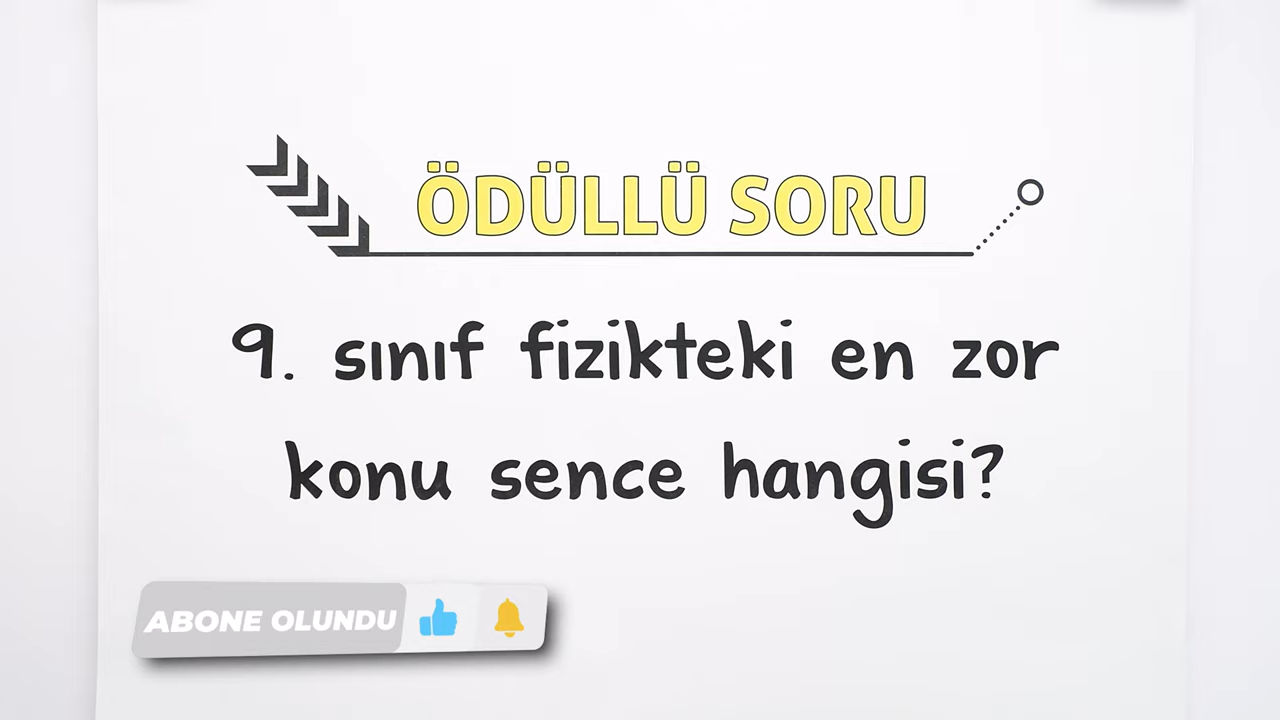 ÖDÜLLÜ SORU
9. sınıf fizikteki en zor
konu sence hangisi?
ABONE OLUNDU